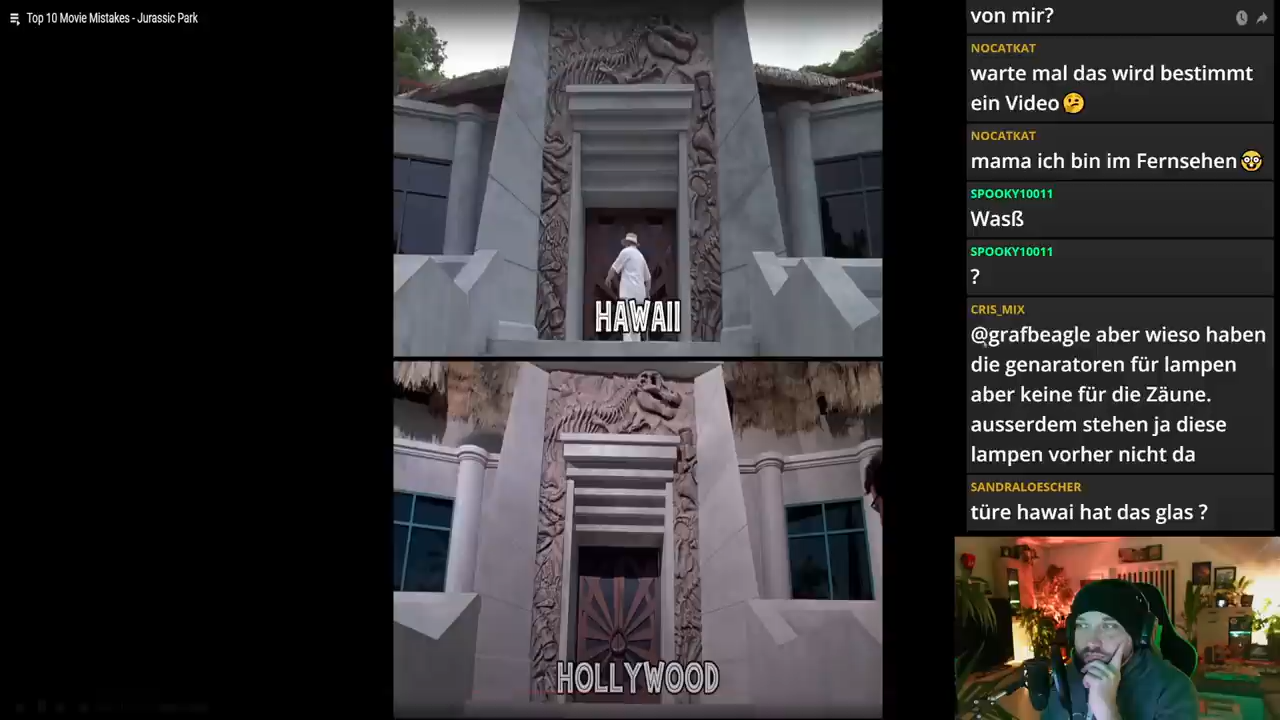 Top 10 Movie Mistakes - Jurassic Park
HAWAII
HOLLYWOOD
von mir?
NOCATKAT
warte mal das wird bestimmt
ein Video🤔
NOCATKAT
mama ich bin im Fernsehen🤓
SPOOKY10011
Wasß
SPOOKY10011
?
CRIS_MIX
@grafbeagle aber wieso haben
die genaratoren für lampen
aber keine für die Zäune.
ausserdem stehen ja diese
lampen vorher nicht da
SANDRALOESCHER
türe hawai hat das glas ?